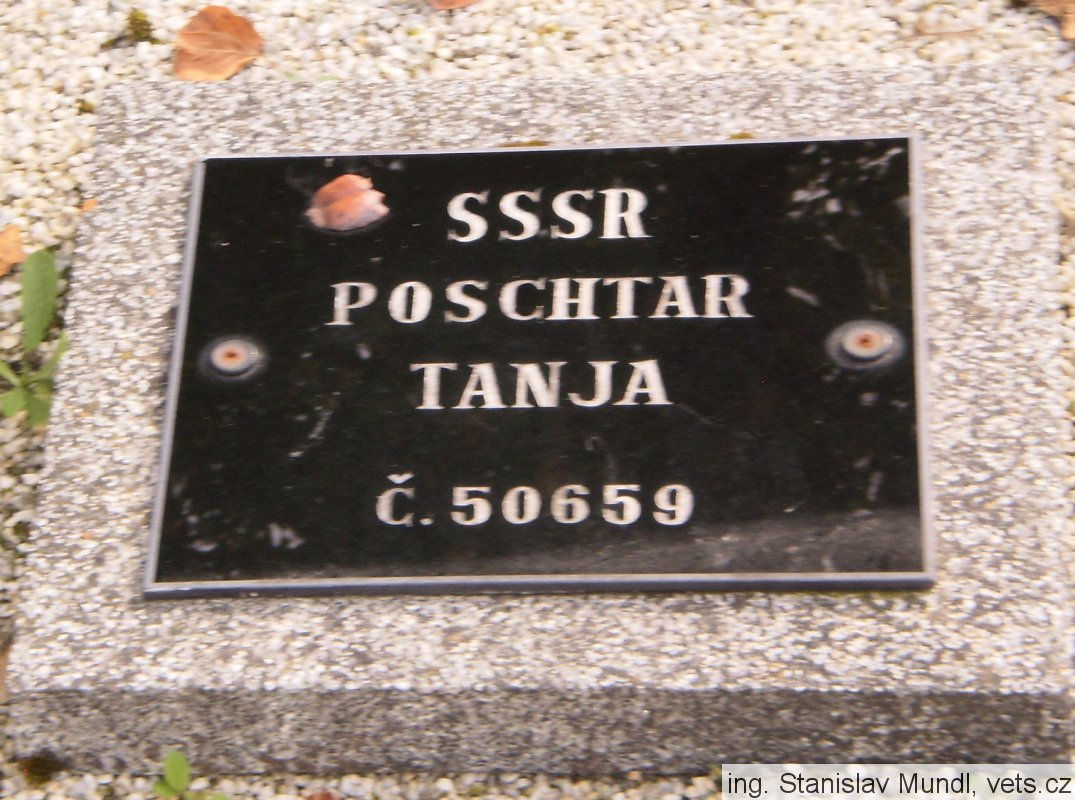 SSSR
POSCHTAR
TANJA
Č. 50659
ing. Stanislav Mundl, vets.cz